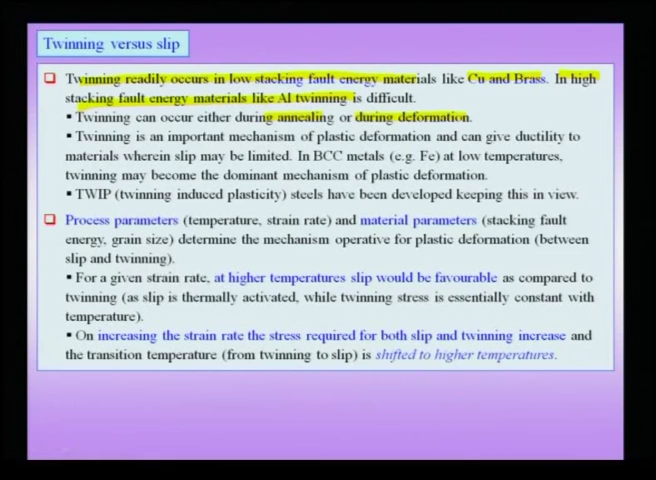 Twinning versus slip
Twinning readily occurs in low stacking fault energy materials like Cu and Brass. In high
stacking fault energy materials like Al twinning is difficult.
▪ Twinning can occur either during annealing or during deformation.
▪ Twinning is an important mechanism of plastic deformation and can give ductility to
materials wherein slip may be limited. In BCC metals (e.g. Fe) at low temperatures,
twinning may become the dominant mechanism of plastic deformation.
▪ TWIP (twinning induced plasticity) steels have been developed keeping this in view.
Process parameters (temperature, strain rate) and material parameters (stacking fault
energy, grain size) determine the mechanism operative for plastic deformation (between
slip and twinning).
▪ For a given strain rate, at higher temperatures slip would be favourable as compared to
twinning (as slip is thermally activated, while twinning stress is essentially constant with
temperature).
▪ On increasing the strain rate the stress required for both slip and twinning increase and
the transition temperature (from twinning to slip) is shifted to higher temperatures.